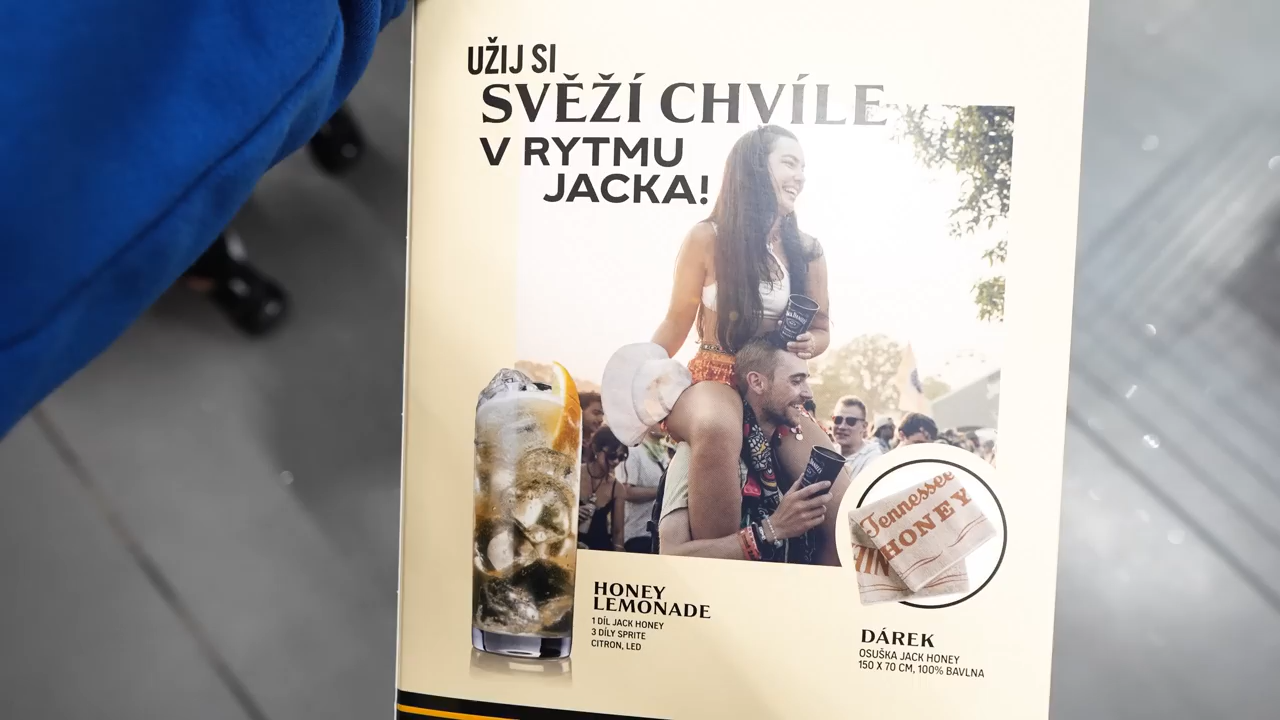 UŽIJ SI
SVĚŽÍ CHVÍLE
V RYTMU
JACKA!
Tennessee
HONEY
HONEY
LEMONADE
1 DÍL JACK HONEY
3 DÍLY SPRITE
CITRON, LED
DÁREK
OSUŠKA JACK HONEY
150 X 70 CM, 100% BAVLNA